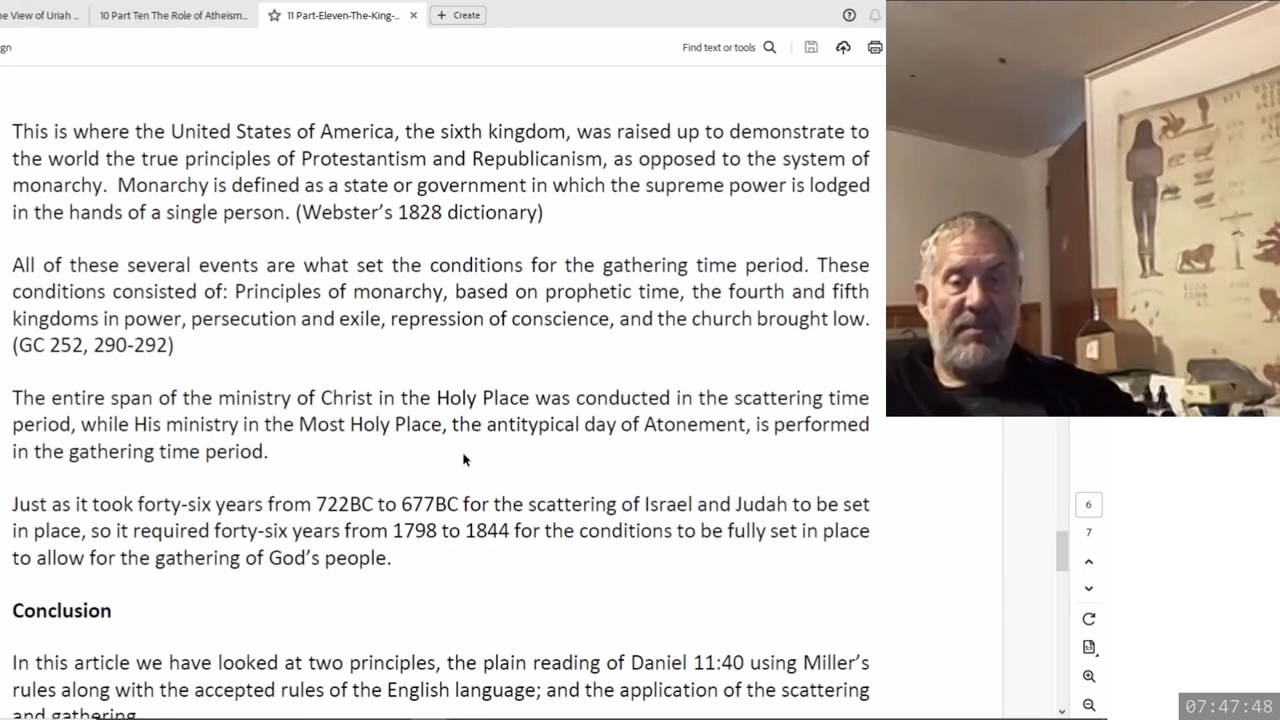 e View of Uriah ...
10 Part Ten The Role of Atheism...
11 Part-Eleven-The-King-...
Create
gn
Find text or tools
This is where the United States of America, the sixth kingdom, was raised up to demonstrate to
the world the true principles of Protestantism and Republicanism, as opposed to the system of
monarchy.  Monarchy is defined as a state or government in which the supreme power is lodged
in the hands of a single person. (Webster’s 1828 dictionary)
All of these several events are what set the conditions for the gathering time period. These
conditions consisted of: Principles of monarchy, based on prophetic time, the fourth and fifth
kingdoms in power, persecution and exile, repression of conscience, and the church brought low.
(GC 252, 290-292)
The entire span of the ministry of Christ in the Holy Place was conducted in the scattering time
period, while His ministry in the Most Holy Place, the antitypical day of Atonement, is performed
in the gathering time period.
Just as it took forty-six years from 722BC to 677BC for the scattering of Israel and Judah to be set
in place, so it required forty-six years from 1798 to 1844 for the conditions to be fully set in place
to allow for the gathering of God’s people.
Conclusion
In this article we have looked at two principles, the plain reading of Daniel 11:40 using Miller’s
rules along with the accepted rules of the English language; and the application of the scattering
and gathering
6
7
07:47:48